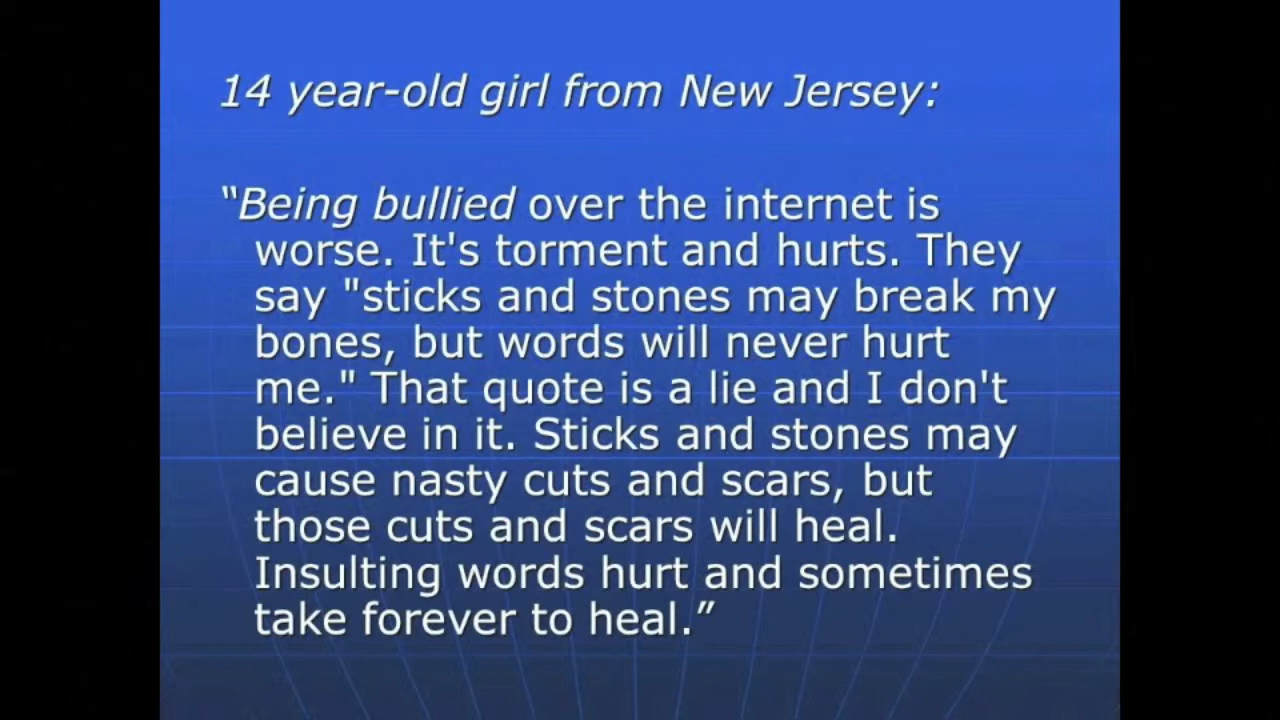 14 year-old girl from New Jersey:
“Being bullied over the internet is
worse. It's torment and hurts. They
say "sticks and stones may break my
bones, but words will never hurt
me." That quote is a lie and I don't
believe in it. Sticks and stones may
cause nasty cuts and scars, but
those cuts and scars will heal.
Insulting words hurt and sometimes
take forever to heal.”